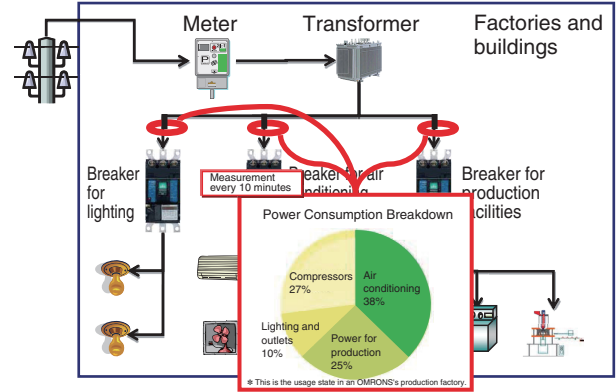 Meter
Transformer
Factories and
buildings
P
Breaker
for
lighting
Breaker for air
conditioning
Breaker for
production
facilities
Measurement
every 10 minutes
Power Consumption Breakdown
Compressors
27%
Air
conditioning
38%
Lighting and
outlets
10%
Power for
production
25%
* This is the usage state in an OMRONS's production factory.